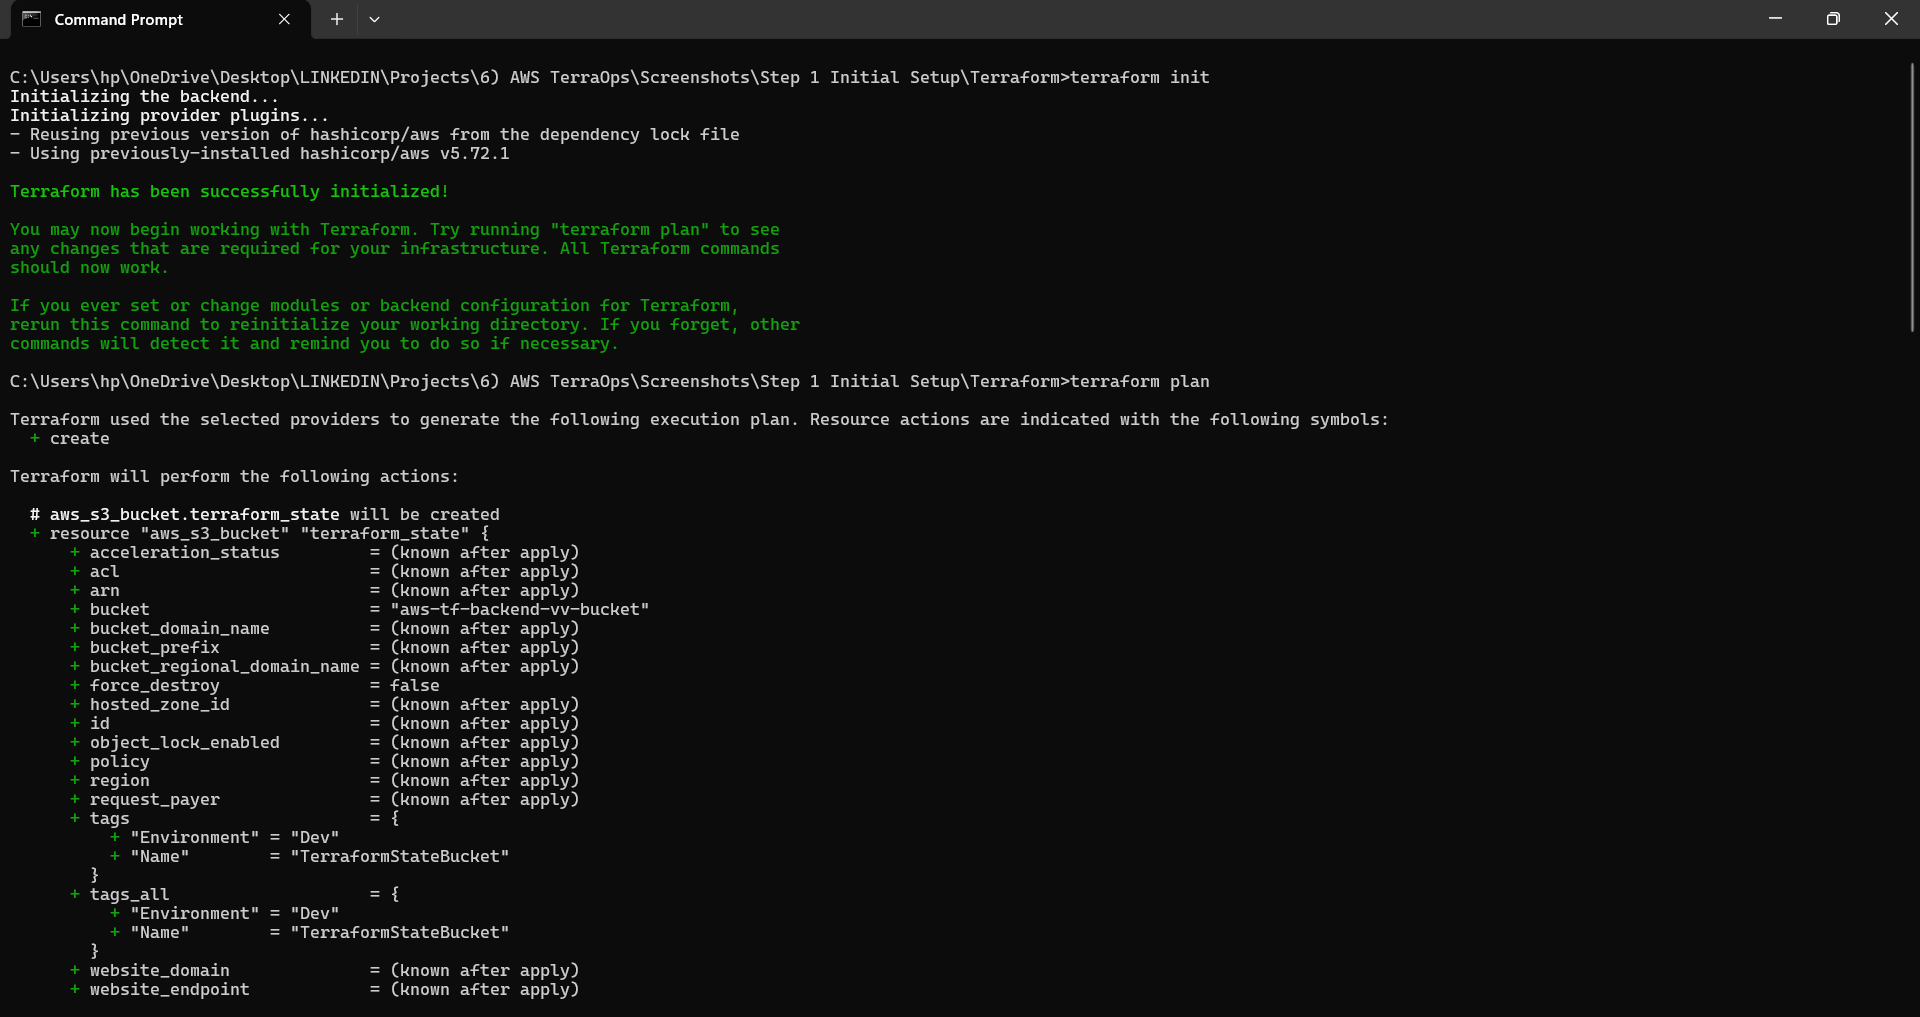 Command Prompt
C:\Users\hp\OneDrive\Desktop\LINKEDIN\Projects\6) AWS TerraOps\Screenshots\Step 1 Initial Setup\Terraform>terraform init
Initializing the backend...
Initializing provider plugins...
- Reusing previous version of hashicorp/aws from the dependency lock file
- Using previously-installed hashicorp/aws v5.72.1
Terraform has been successfully initialized!
You may now begin working with Terraform. Try running "terraform plan" to see
any changes that are required for your infrastructure. All Terraform commands
should now work.
If you ever set or change modules or backend configuration for Terraform,
rerun this command to reinitialize your working directory. If you forget, other
commands will detect it and remind you to do so if necessary.
C:\Users\hp\OneDrive\Desktop\LINKEDIN\Projects\6) AWS TerraOps\Screenshots\Step 1 Initial Setup\Terraform>terraform plan
Terraform used the selected providers to generate the following execution plan. Resource actions are indicated with the following symbols:
  + create
Terraform will perform the following actions:
  # aws_s3_bucket.terraform_state will be created
  + resource "aws_s3_bucket" "terraform_state" {
      + acceleration_status         = (known after apply)
      + acl                         = (known after apply)
      + arn                         = (known after apply)
      + bucket                      = "aws-tf-backend-vv-bucket"
      + bucket_domain_name          = (known after apply)
      + bucket_prefix               = (known after apply)
      + bucket_regional_domain_name = (known after apply)
      + force_destroy               = false
      + hosted_zone_id              = (known after apply)
      + id                          = (known after apply)
      + object_lock_enabled         = (known after apply)
      + policy                      = (known after apply)
      + region                      = (known after apply)
      + request_payer               = (known after apply)
      + tags                        = {
          + "Environment" = "Dev"
          + "Name"        = "TerraformStateBucket"
        }
      + tags_all                    = {
          + "Environment" = "Dev"
          + "Name"        = "TerraformStateBucket"
        }
      + website_domain              = (known after apply)
      + website_endpoint            = (known after apply)